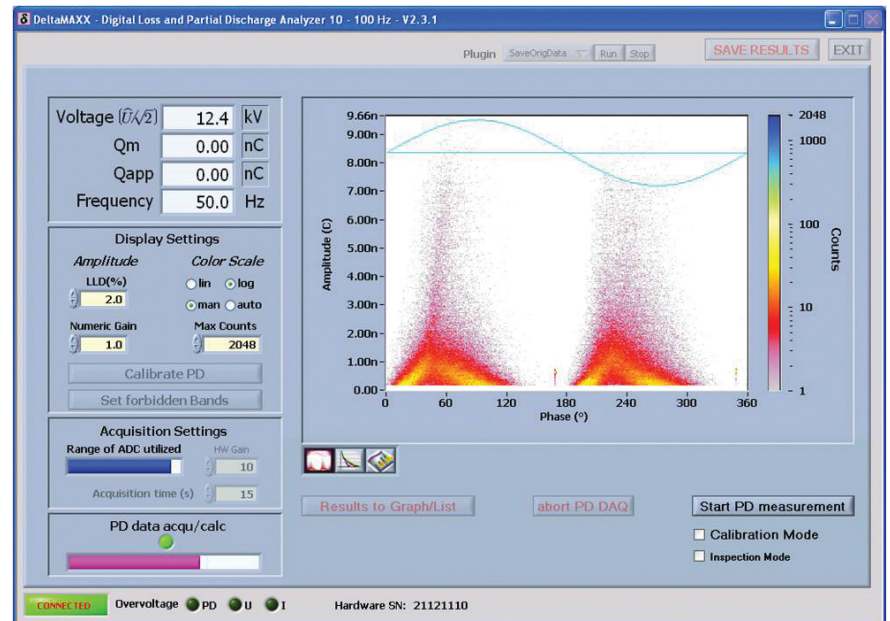 DeltaMAXX - Digital Loss and Partial Discharge Analyzer 10 - 100 Hz - V2.3.1
Plugin SaveOrigData Run Stop SAVE RESULTS EXIT
Voltage (Û/√2) 12.4 kV
Qm 0.00 nC
Qapp 0.00 nC
Frequency 50.0 Hz
Display Settings
Amplitude Color Scale
LLD(%) lin log
2.0 man auto
Numeric Gain Max Counts
1.0 2048
Calibrate PD
Set forbidden Bands
Acquisition Settings
Range of ADC utilized HW Gain
10
Acquisition time (s) 15
PD data acqu/calc
9.66n
9.00n
8.00n
7.00n
6.00n
5.00n
4.00n
3.00n
2.00n
1.00n
0.00
Amplitude (C)
0 60 120 180 240 300 360
Phase (°)
2048
1000
100
10
1
Counts
Results to Graph/List abort PD DAQ Start PD measurement
Calibration Mode
Inspection Mode
CONNECTED Overvoltage PD U I Hardware SN: 21121110